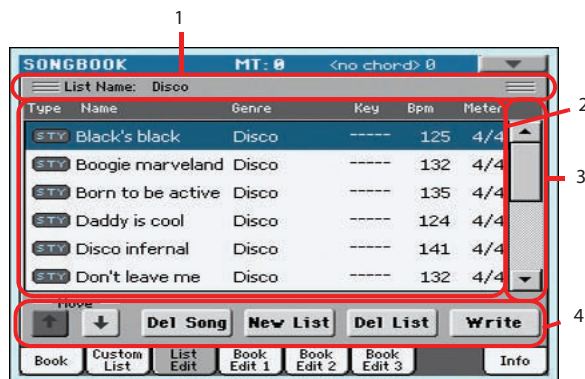 1
SONGBOOK MT: 0 <no chord> 0
List Name: Disco
Type Name Genre Key Bpm Meter
2
STY Black's black Disco ----- 125 4/4
STY Boogie marveland Disco ----- 132 4/4
3
STY Born to be active Disco ----- 135 4/4
STY Daddy is cool Disco ----- 124 4/4
STY Disco infernal Disco ----- 141 4/4
STY Don't leave me Disco ----- 132 4/4
Move
Del Song New List Del List Write
4
Book Custom List List Edit Book Edit 1 Book Edit 2 Book Edit 3 Info